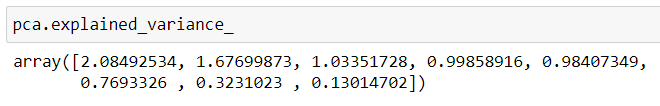 pca.explained_variance_
array([2.08492534, 1.67699873, 1.03351728, 0.99858916, 0.98407349,
       0.7693326 , 0.3231023 , 0.13014702])